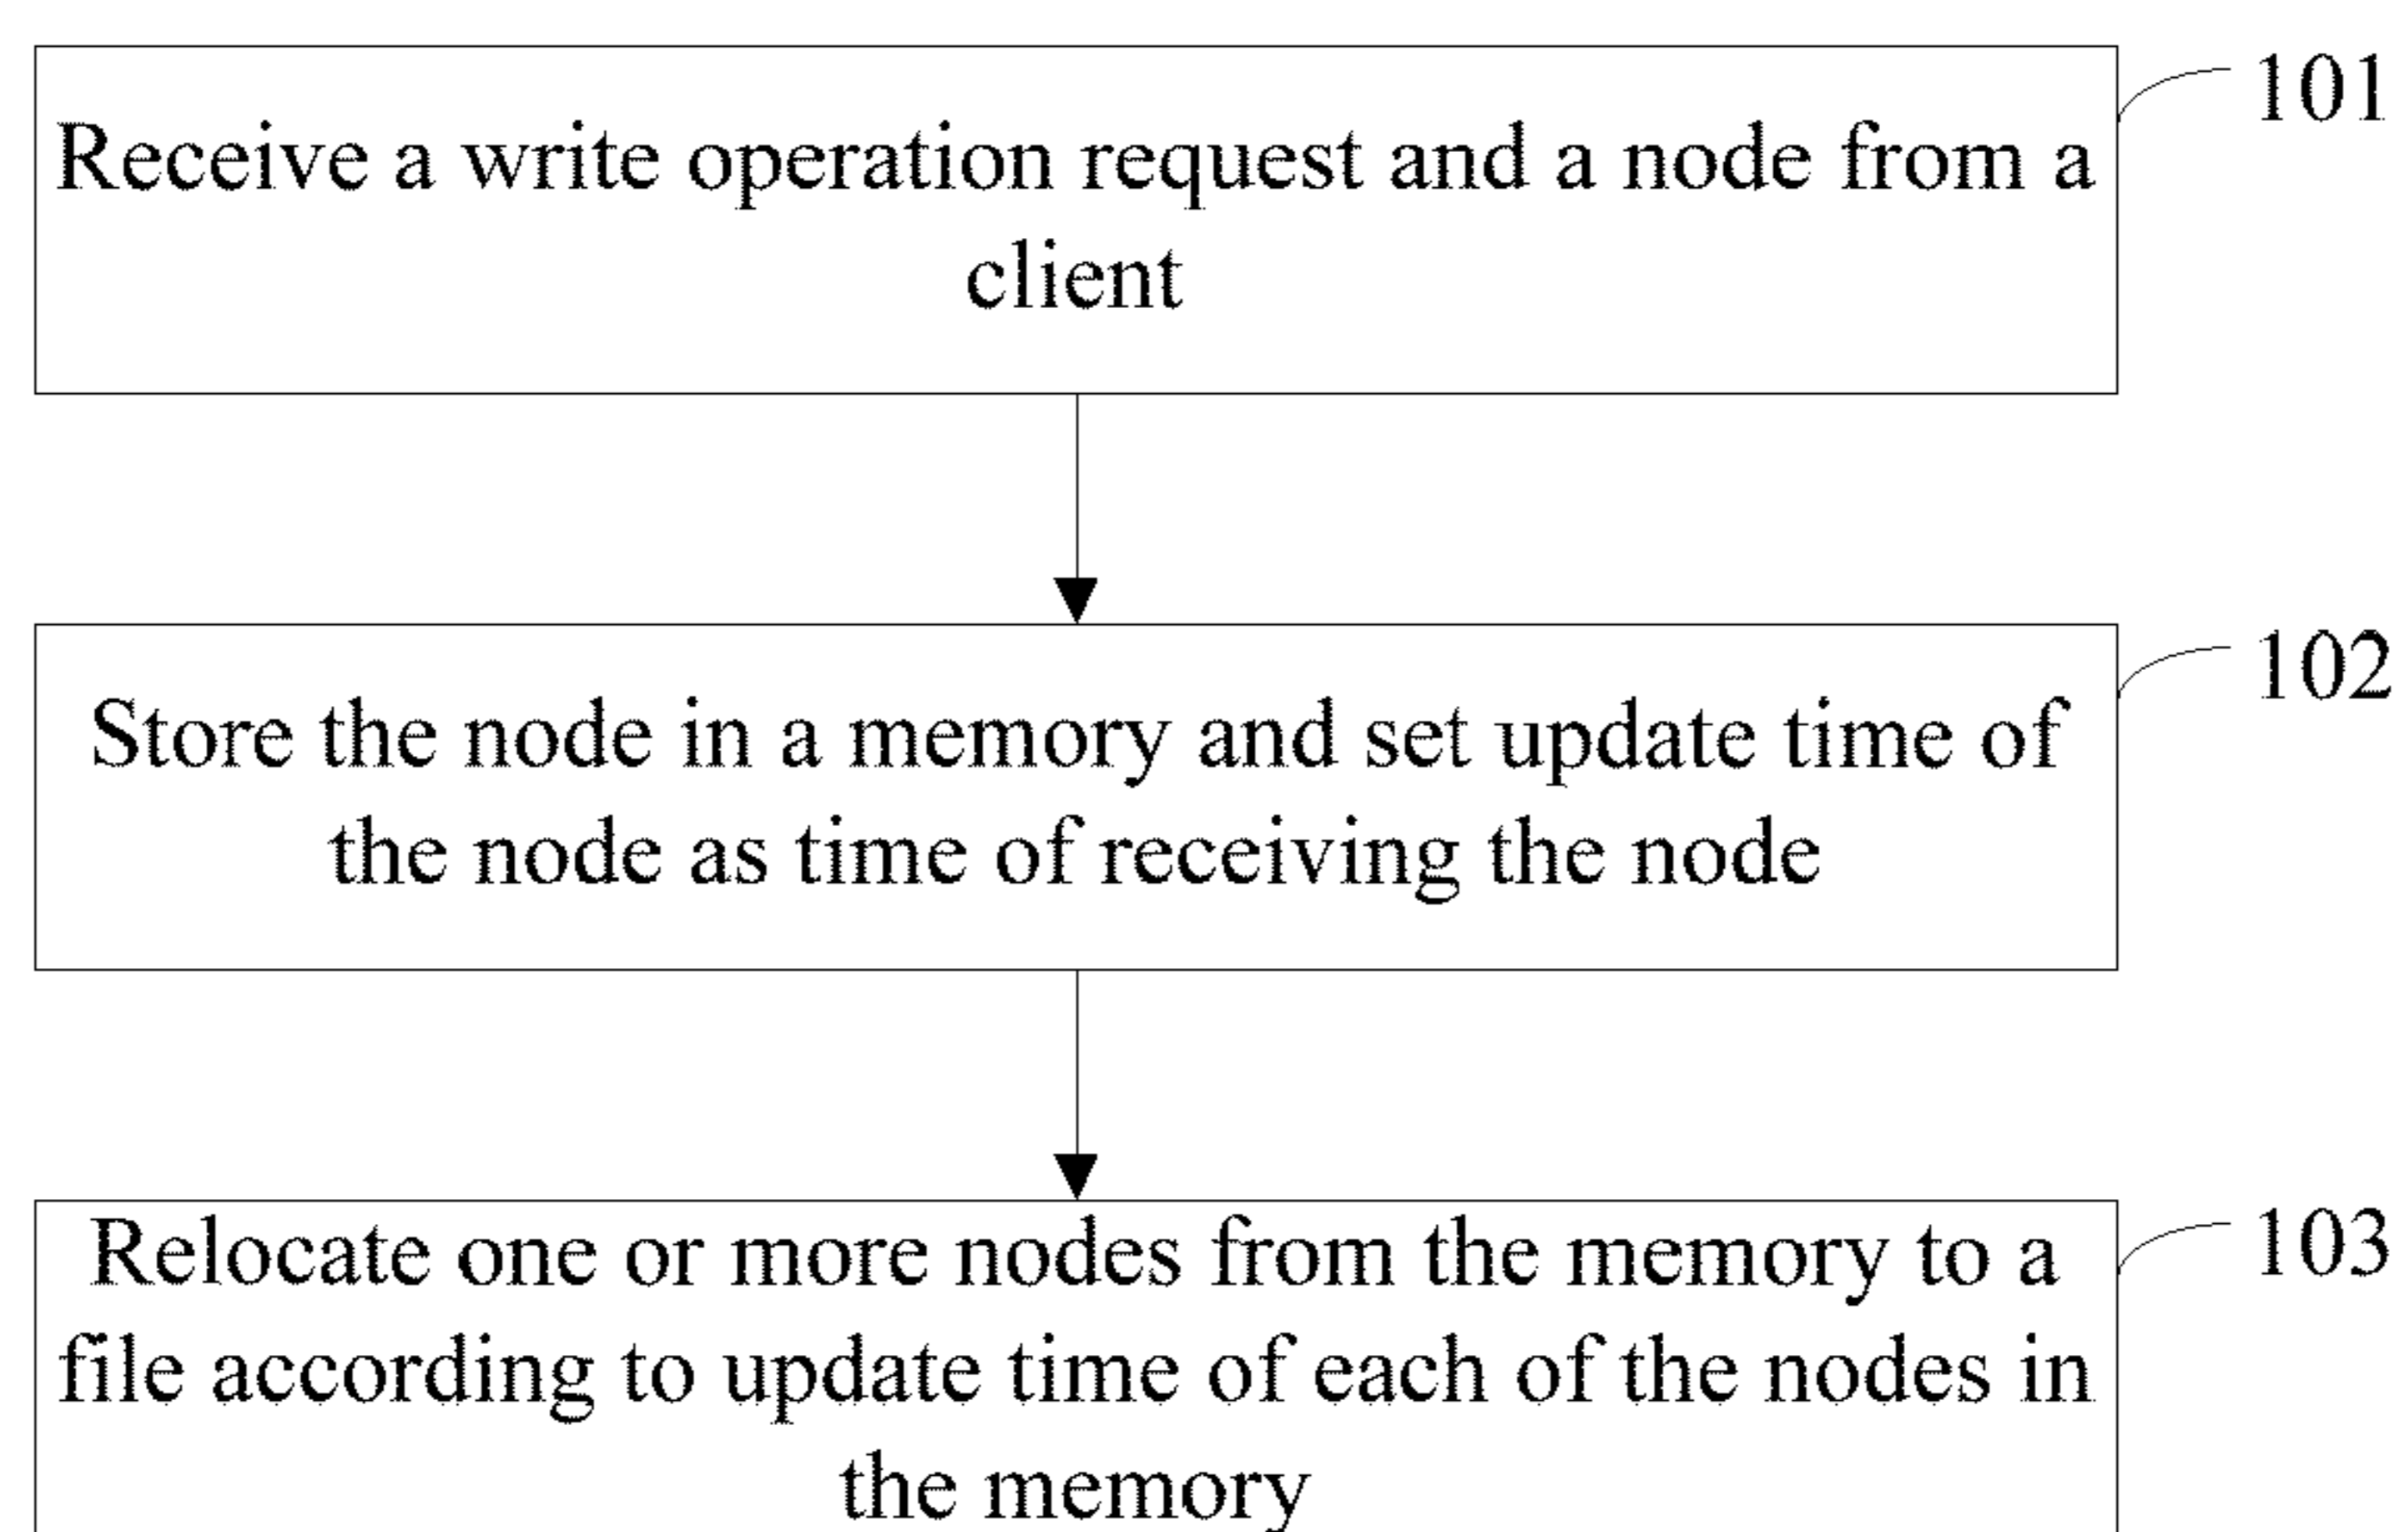 101
Receive a write operation request and a node from a
client
102
Store the node in a memory and set update time of
the node as time of receiving the node
103
Relocate one or more nodes from the memory to a
file according to update time of each of the nodes in
the memory